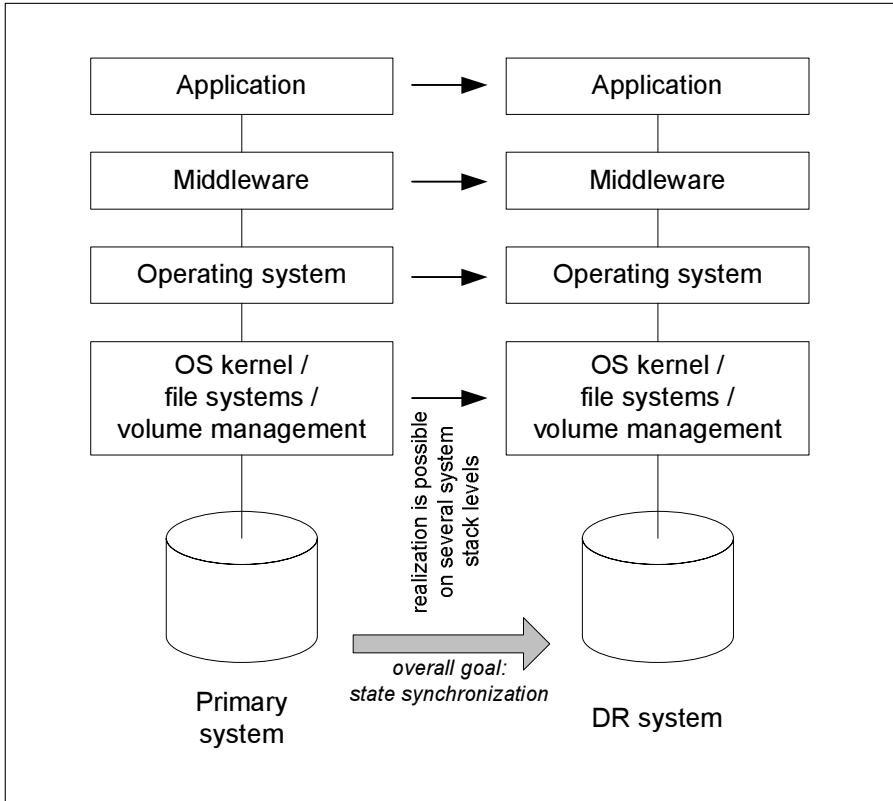 Application
Application
Middleware
Middleware
Operating system
Operating system
OS kernel /
file systems /
volume management
OS kernel /
file systems /
volume management
realization is possible
on several system
stack levels
overall goal:
state synchronization
Primary
system
DR system